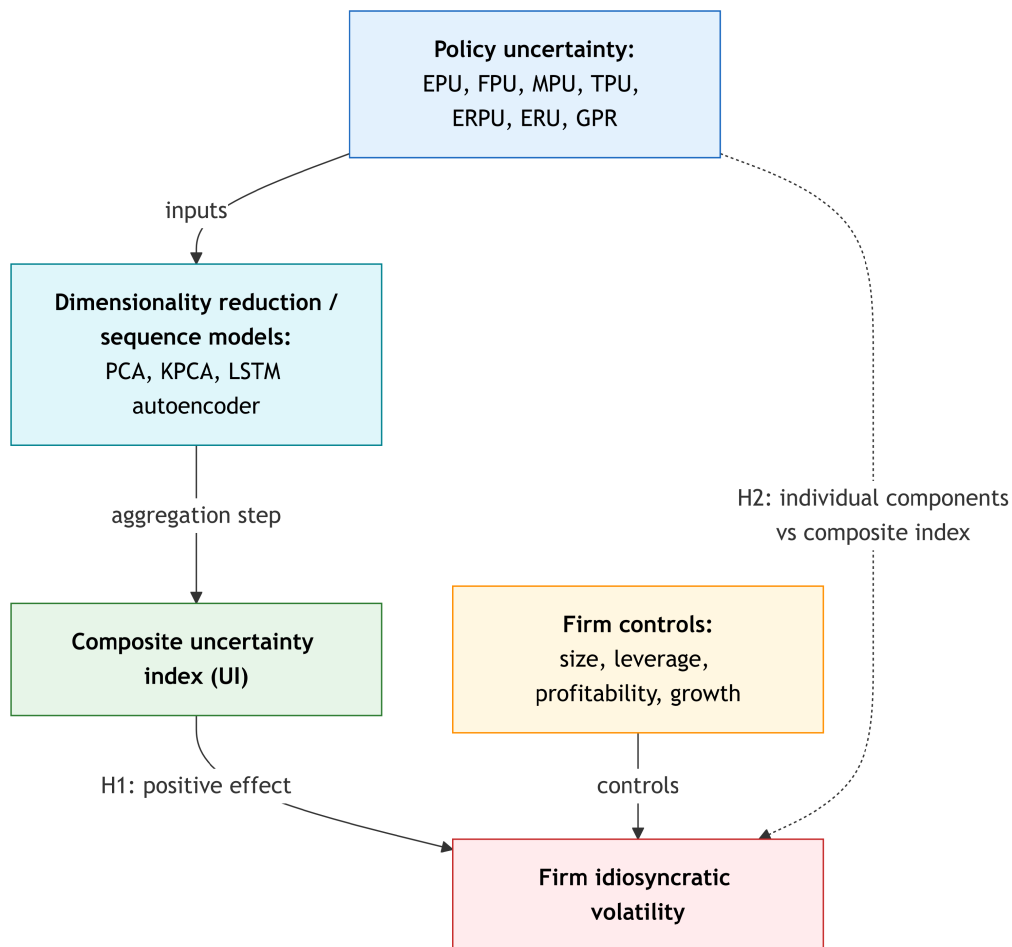 Policy uncertainty:
EPU, FPU, MPU, TPU,
ERPU, ERU, GPR
inputs
Dimensionality reduction /
sequence models:
PCA, KPCA, LSTM
autoencoder
aggregation step
H2: individual components
vs composite index
Composite uncertainty
index (UI)
Firm controls:
size, leverage,
profitability, growth
H1: positive effect
controls
Firm idiosyncratic
volatility